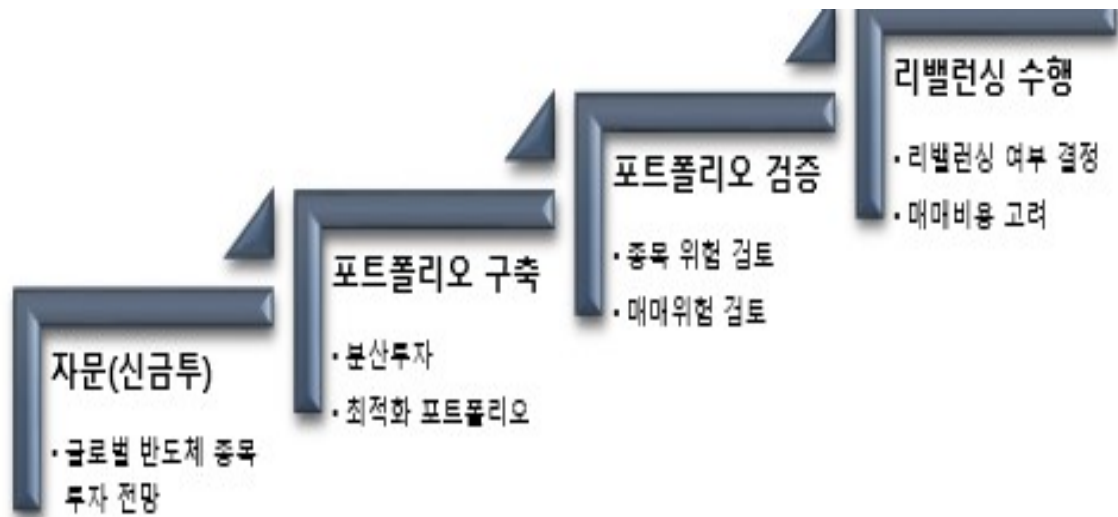 자문(신금투)
• 글로벌 반도체 종목
투자 전망
포트폴리오 구축
• 분산투자
• 최적화 포트폴리오
포트폴리오 검증
• 종목 위험 검토
• 매매위험 검토
리밸런싱 수행
• 리밸런싱 여부 결정
• 매매비용 고려